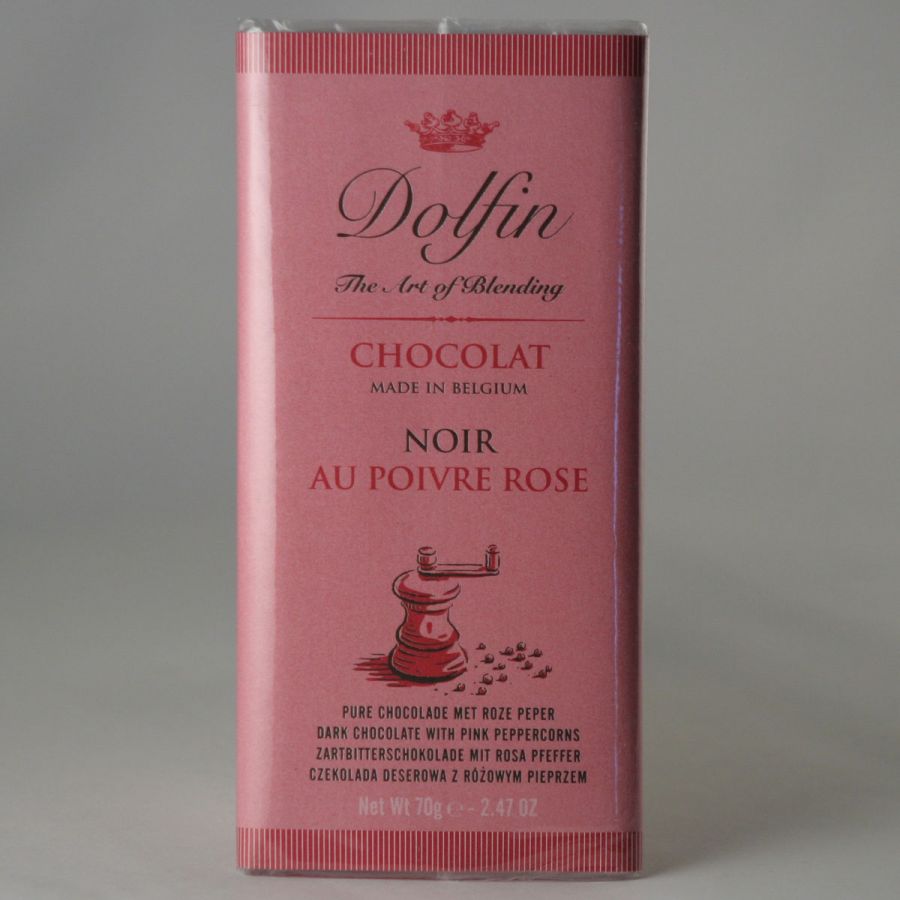 Dolfin
The Art of Blending
CHOCOLAT
MADE IN BELGIUM
NOIR
AU POIVRE ROSE
PURE CHOCOLADE MET ROZE PEPER
DARK CHOCOLATE WITH PINK PEPPERCORNS
ZARTBITTERSCHOKOLADE MIT ROSA PFEFFER
CZEKOLADA DESEROWA Z RÓŻOWYM PIEPRZEM
Net Wt 70g ℮ - 2.47 OZ